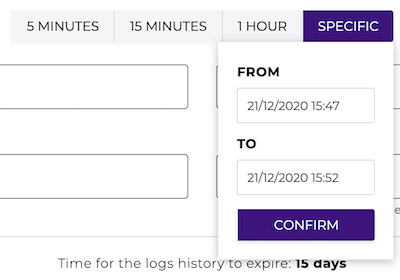 5 MINUTES 15 MINUTES 1 HOUR SPECIFIC
FROM
21/12/2020 15:47
TO
21/12/2020 15:52
CONFIRM
Time for the logs history to expire: 15 days